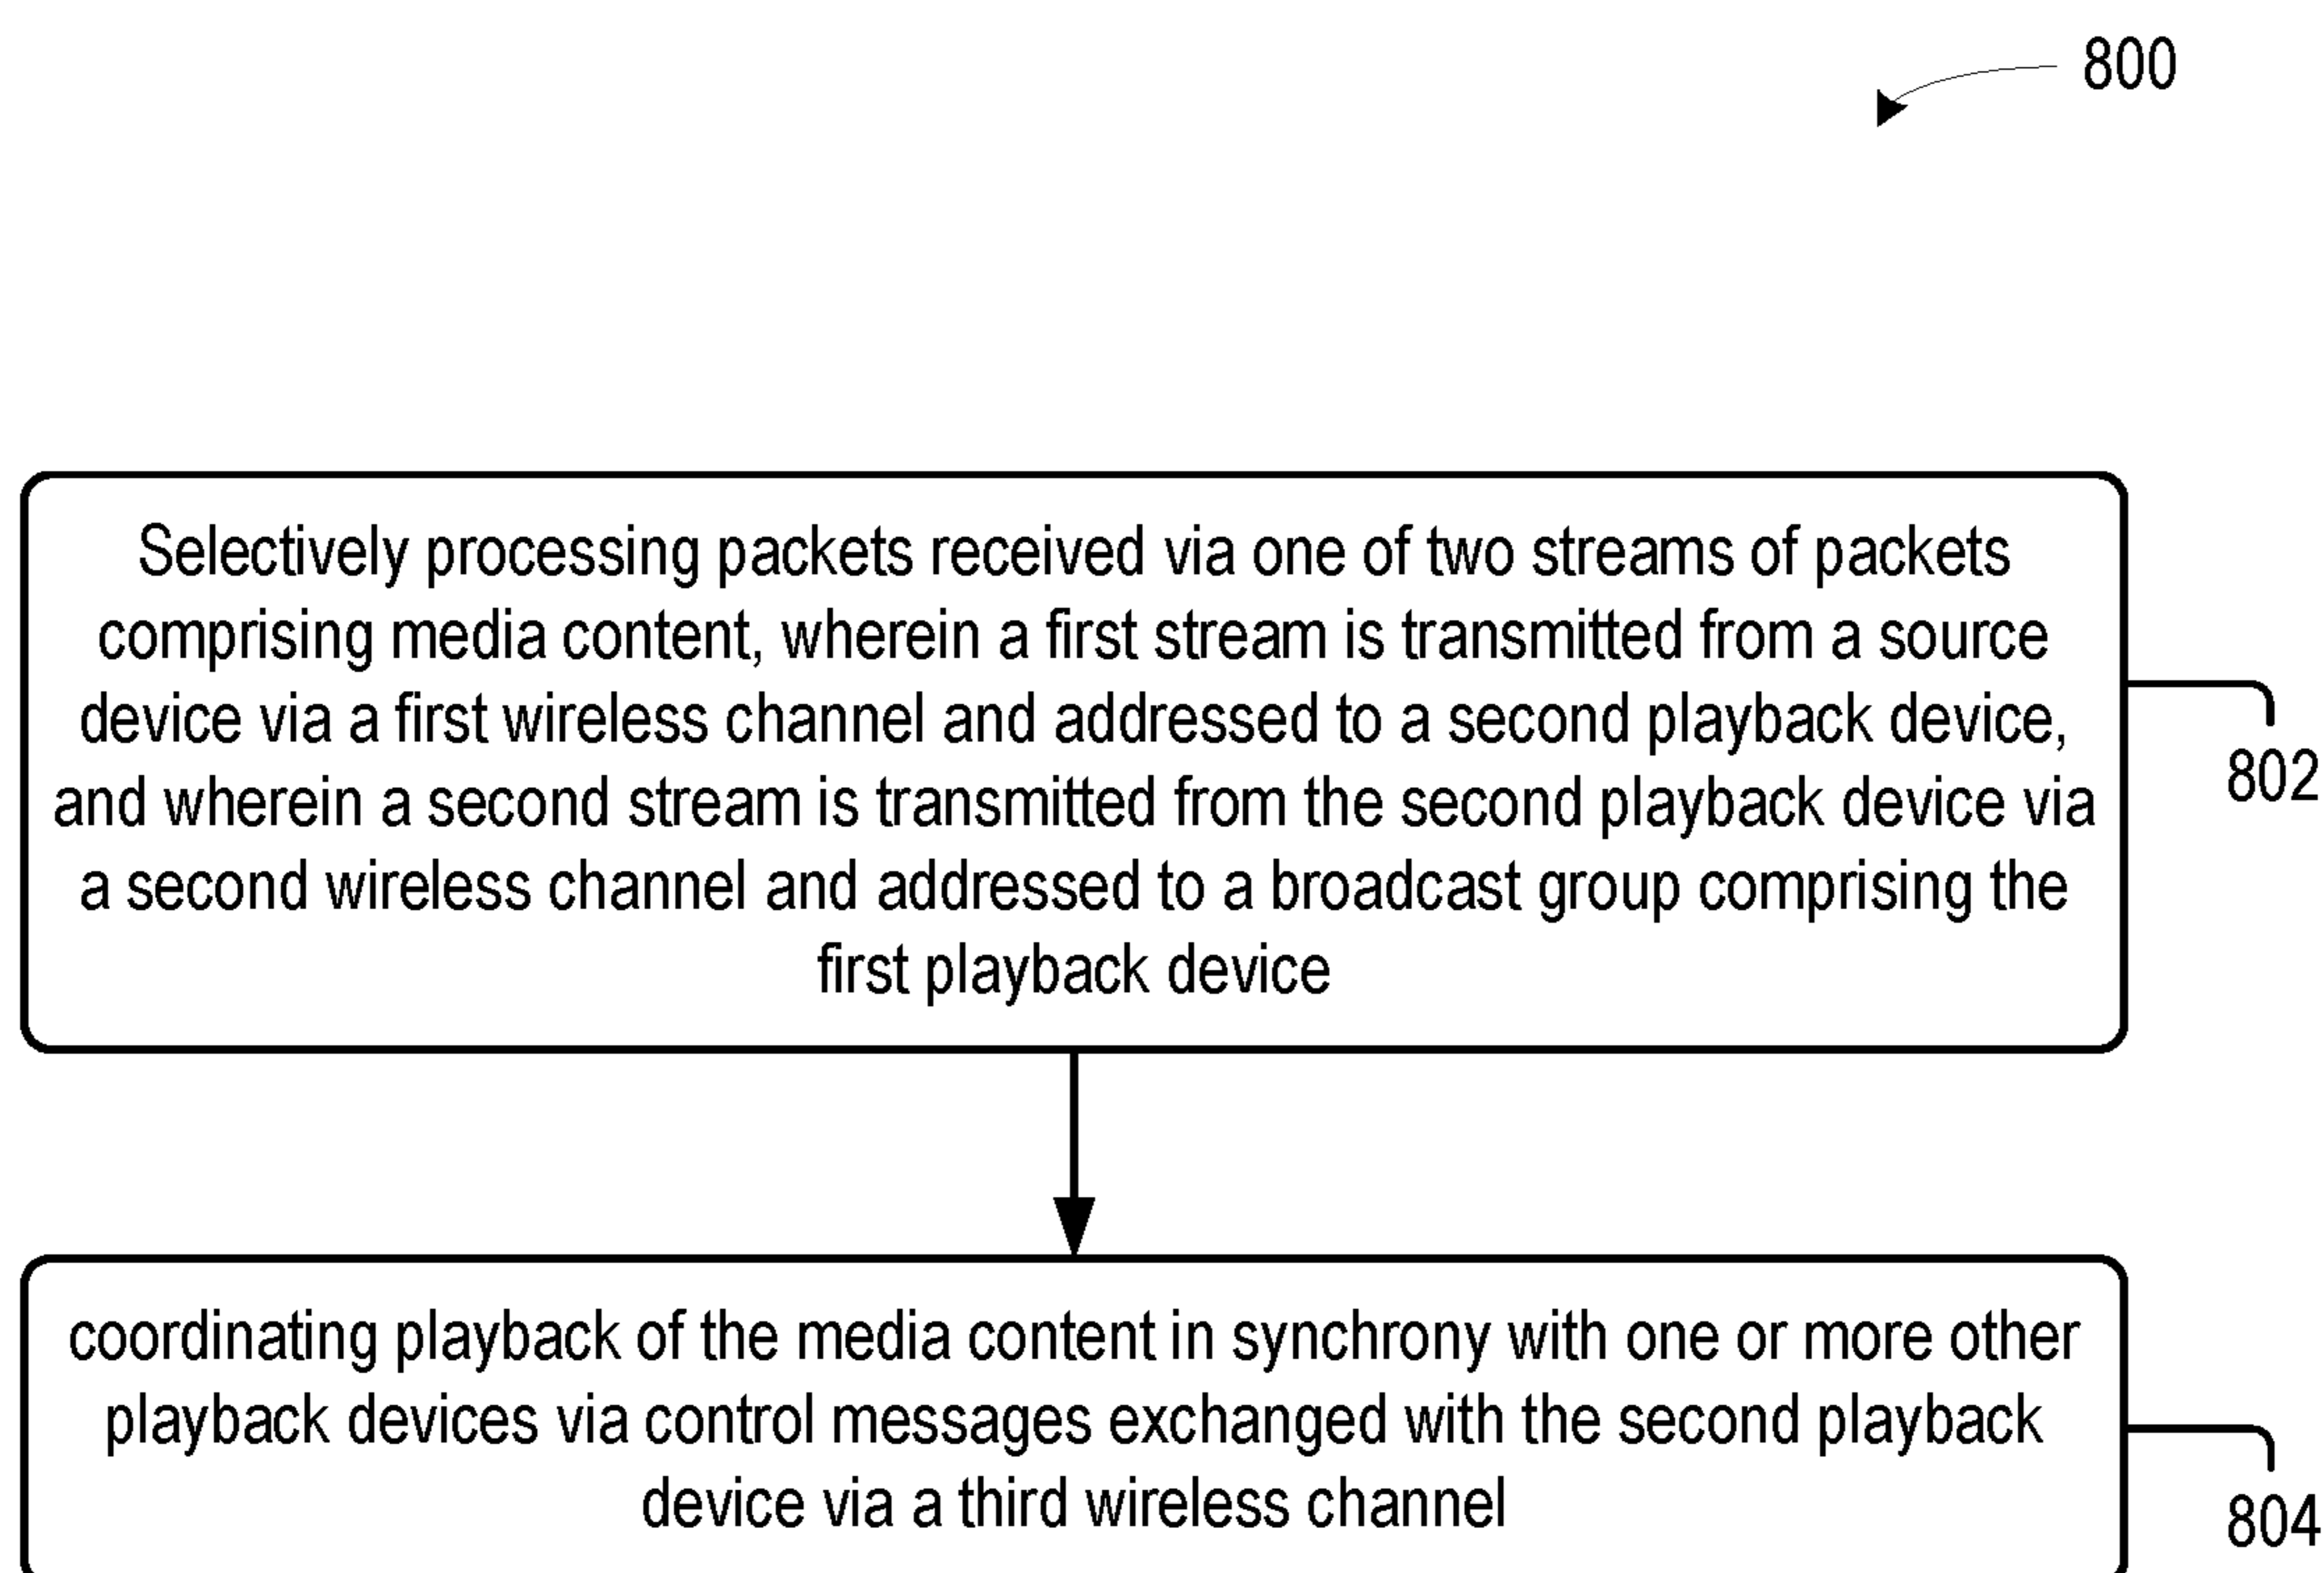 800
Selectively processing packets received via one of two streams of packets
comprising media content, wherein a first stream is transmitted from a source
device via a first wireless channel and addressed to a second playback device,
and wherein a second stream is transmitted from the second playback device via
a second wireless channel and addressed to a broadcast group comprising the
first playback device
802
coordinating playback of the media content in synchrony with one or more other
playback devices via control messages exchanged with the second playback
device via a third wireless channel
804